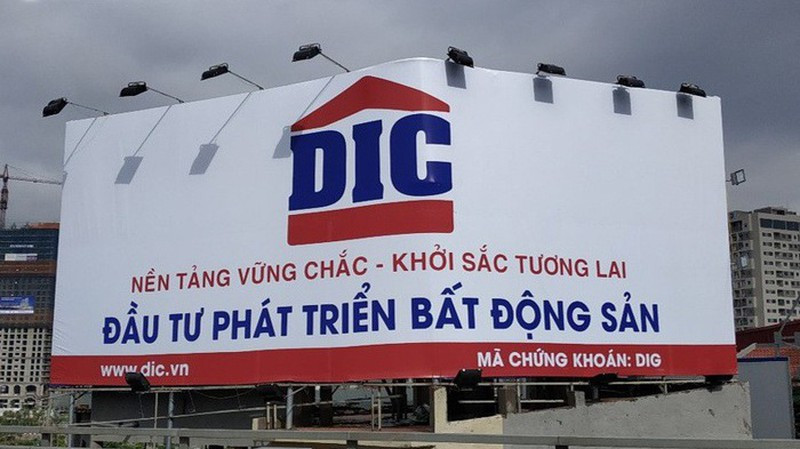 DIC
NỀN TẢNG VỮNG CHẮC - KHỞI SẮC TƯƠNG LAI
ĐẦU TƯ PHÁT TRIỂN BẤT ĐỘNG SẢN
www.dic.vn
MÃ CHỨNG KHOÁN: DIG